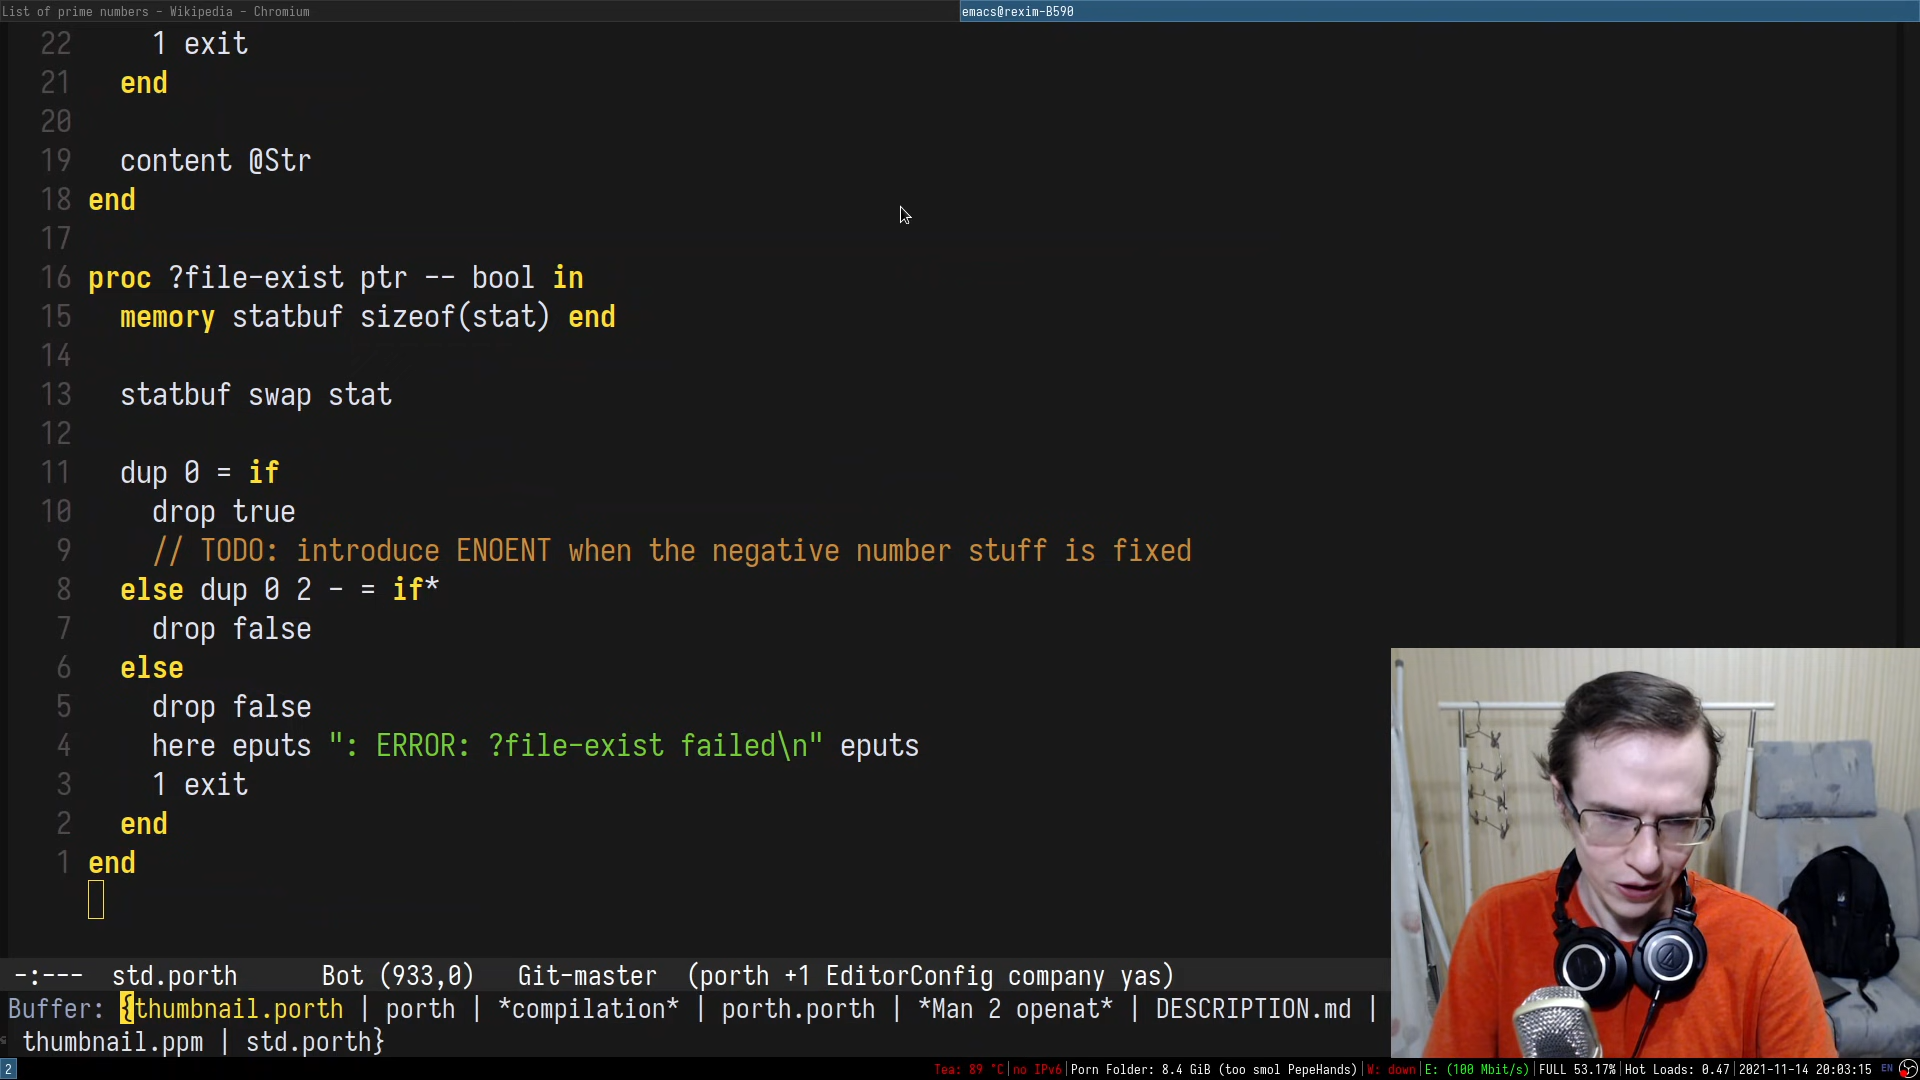 List of prime numbers - Wikipedia - Chromium
emacs@rexim-B590
22 1 exit
21 end
20
19 content @Str
18 end
17
16 proc ?file-exist ptr -- bool in
15 memory statbuf sizeof(stat) end
14
13 statbuf swap stat
12
11 dup 0 = if
10 drop true
9 // TODO: introduce ENOENT when the negative number stuff is fixed
8 else dup 0 2 - = if*
7 drop false
6 else
5 drop false
4 here eputs ": ERROR: ?file-exist failed\n" eputs
3 1 exit
2 end
1 end
-:--- std.porth Bot (933,0) Git-master (porth +1 EditorConfig company yas)
Buffer: {thumbnail.porth | porth | *compilation* | porth.porth | *Man 2 openat* | DESCRIPTION.md |
thumbnail.ppm | std.porth}
2 Tea: 89 °C|no IPv6|Porn Folder: 8.4 GiB (too smol PepeHands)|W: down|E: (100 Mbit/s)|FULL 53.17%|Hot Loads: 0.47|2021-11-14 20:03:15 EN